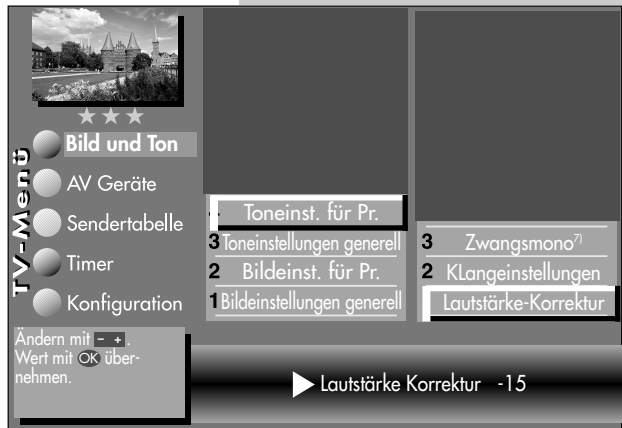 TV-Menü
Bild und Ton
AV Geräte
Sendertabelle
Timer
Konfiguration
Toneinst. für Pr.
3 Toneinstellungen generell
2 Bildeinst. für Pr.
1 Bildeinstellungen generell
3 Zwangsmono7)
2 KLangeinstellungen
Lautstärke-Korrektur
Ändern mit - + .
Wert mit OK über-
nehmen.
Lautstärke Korrektur -15